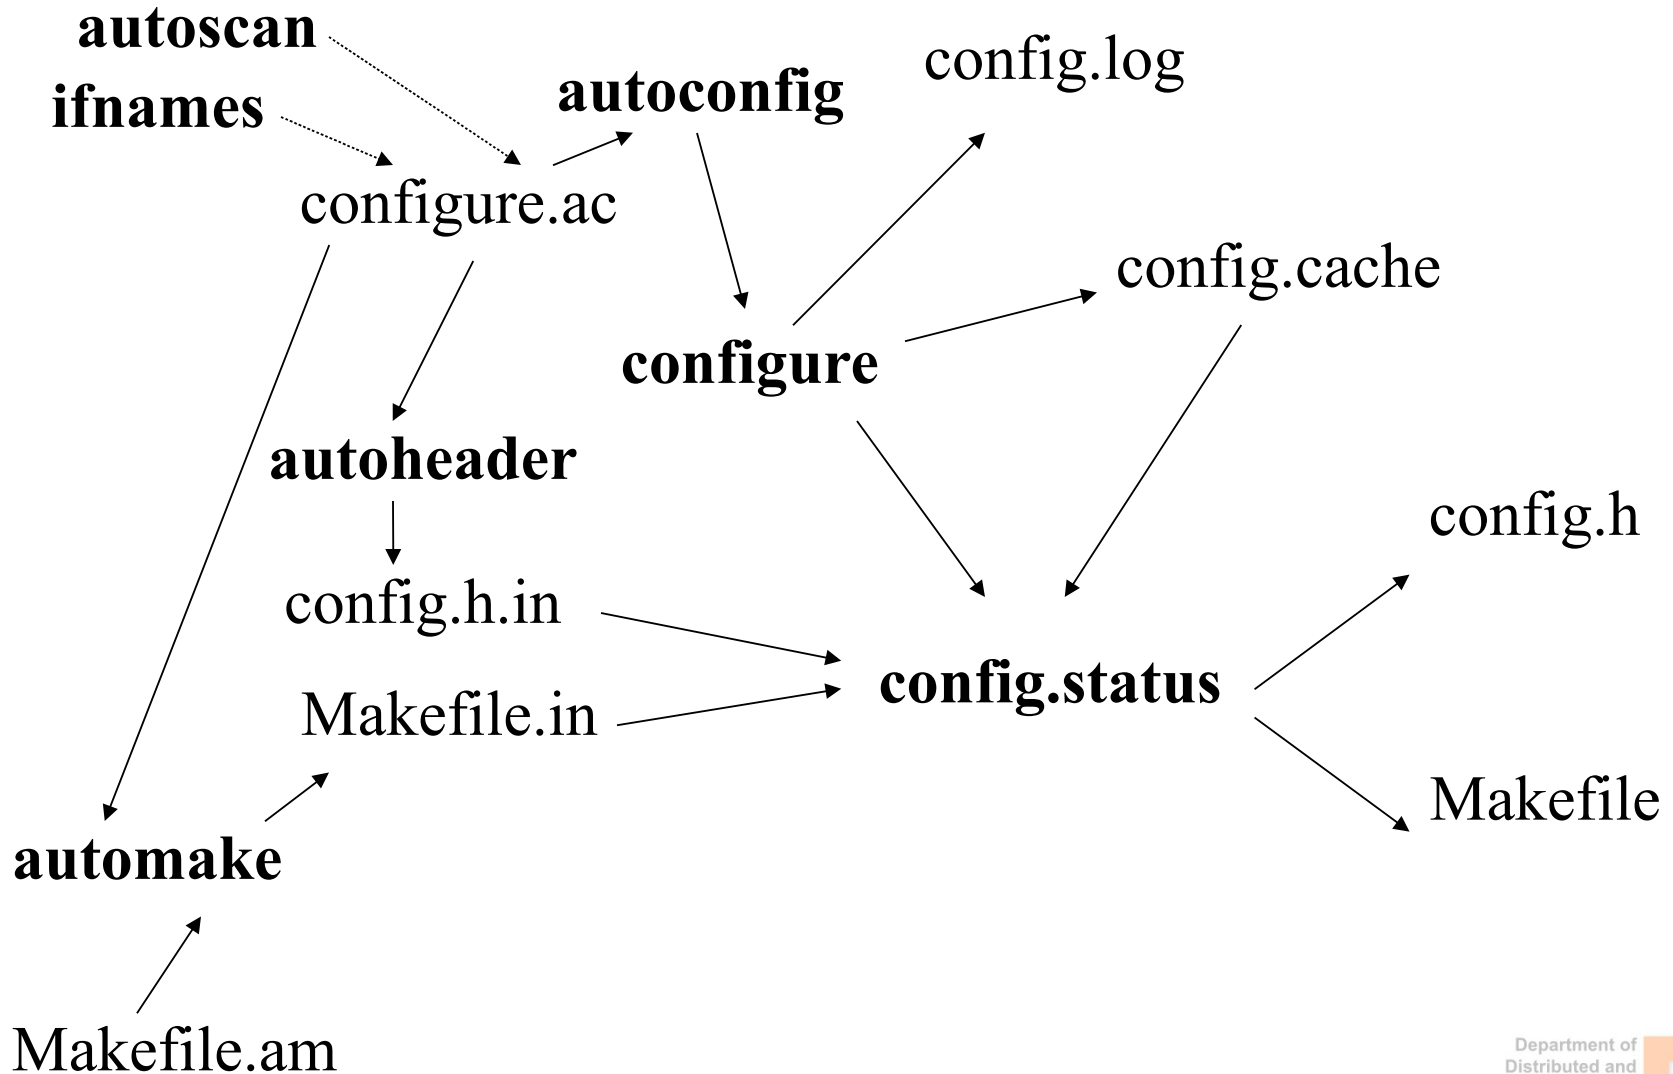 autoscan
ifnames
autoconfig
config.log
configure.ac
config.cache
configure
autoheader
config.h
config.h.in
config.status
Makefile.in
Makefile
automake
Makefile.am
Department of
Distributed and